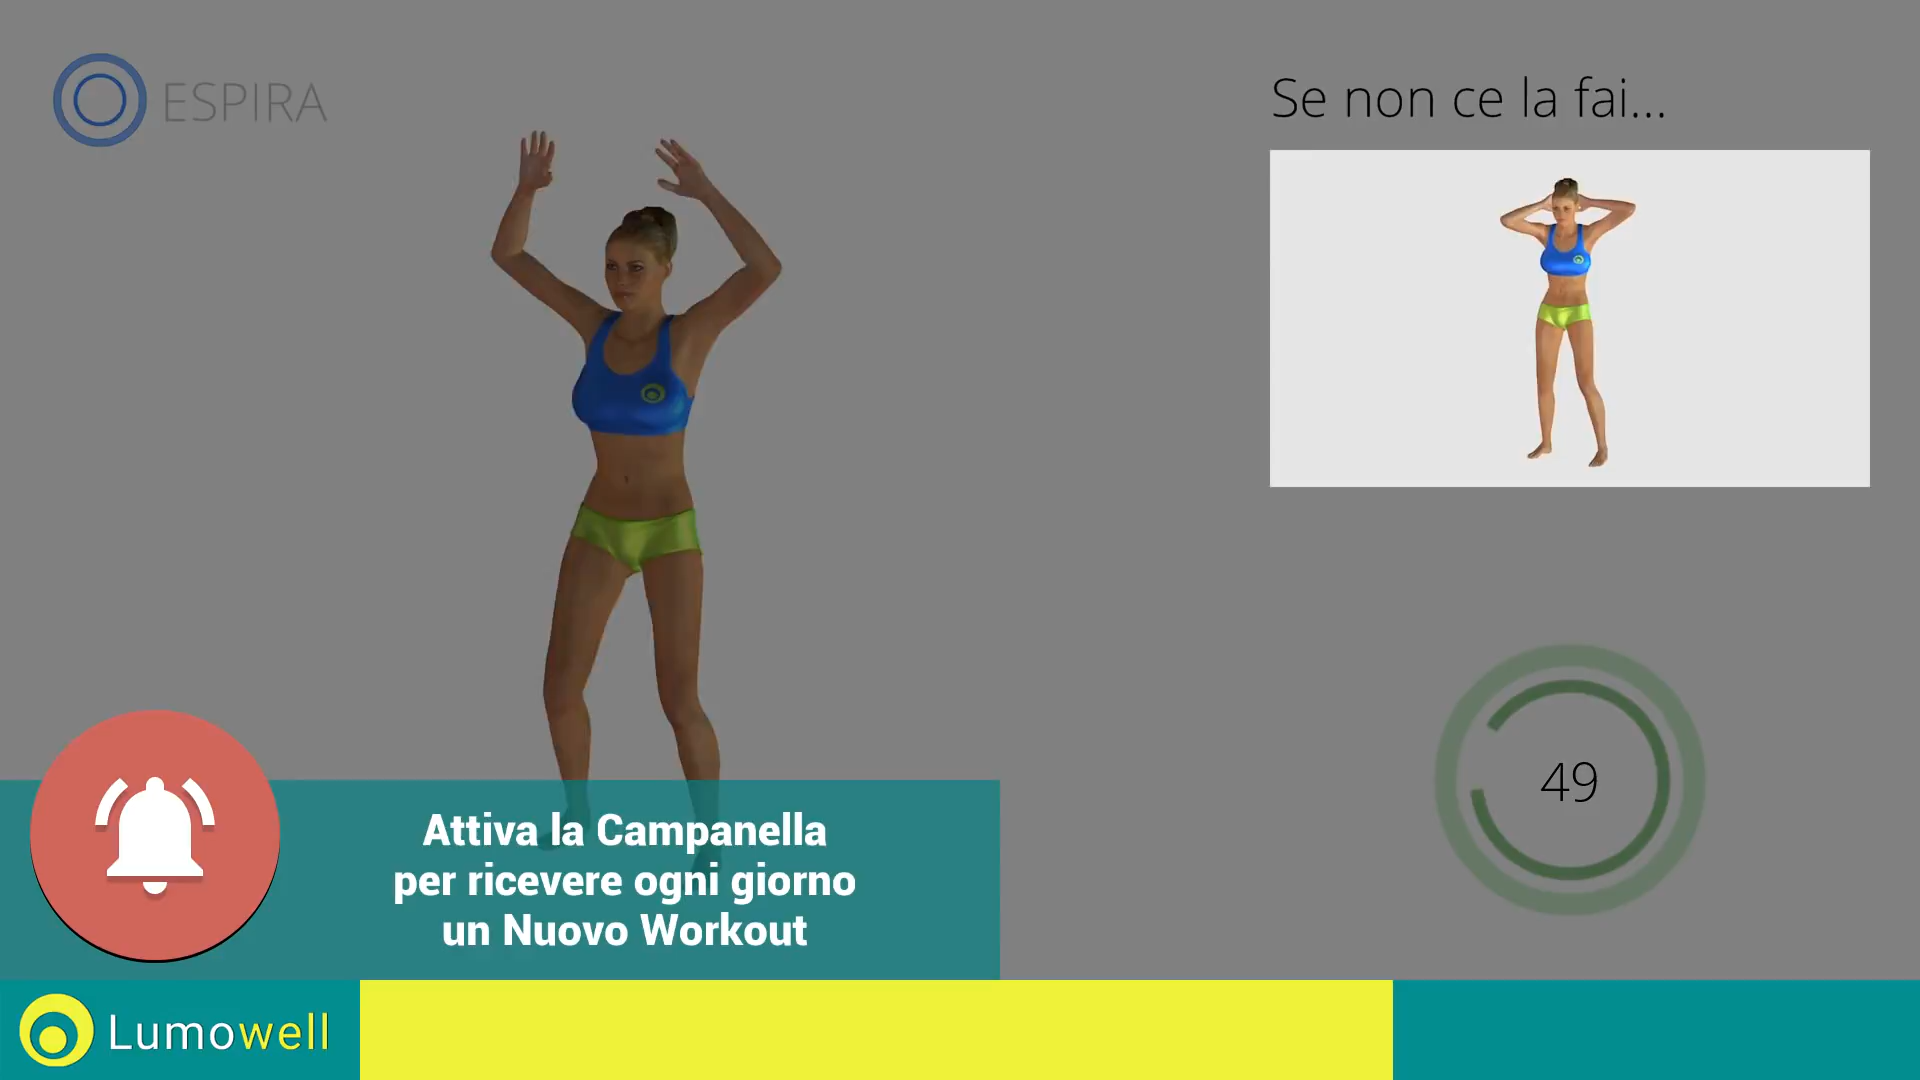 ESPIRA
Se non ce la fai...
49
Attiva la Campanella
per ricevere ogni giorno
un Nuovo Workout
Lumowell